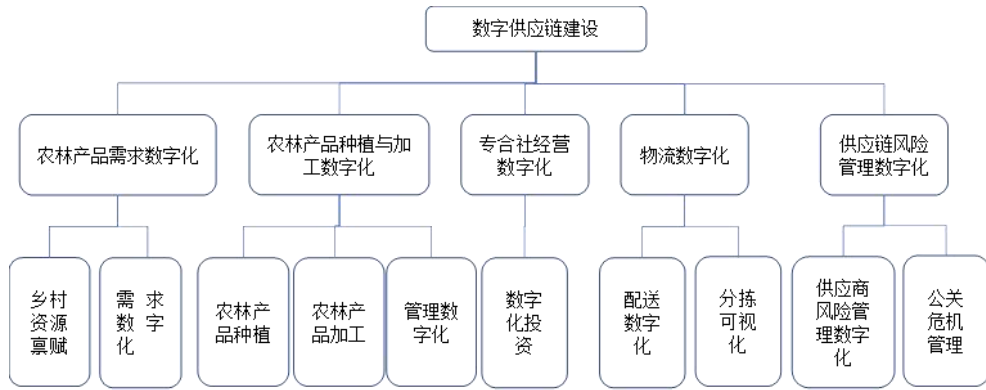 数字供应链建设
农林产品需求数字化
农林产品种植与加
工数字化
专合社经营
数字化
物流数字化
供应链风险
管理数字化
乡村
资源
禀赋
需 求
数 字
化
农林产
品种植
农林产
品加工
管理数
字化
数字
化投
资
配送
数字
化
分拣
可视
化
供应商
风险管
理数字
化
公关
危机
管理